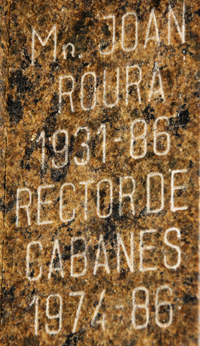 Mn. JOAN
ROURA
1931-86
RECTOR DE
CABANES
1974-86